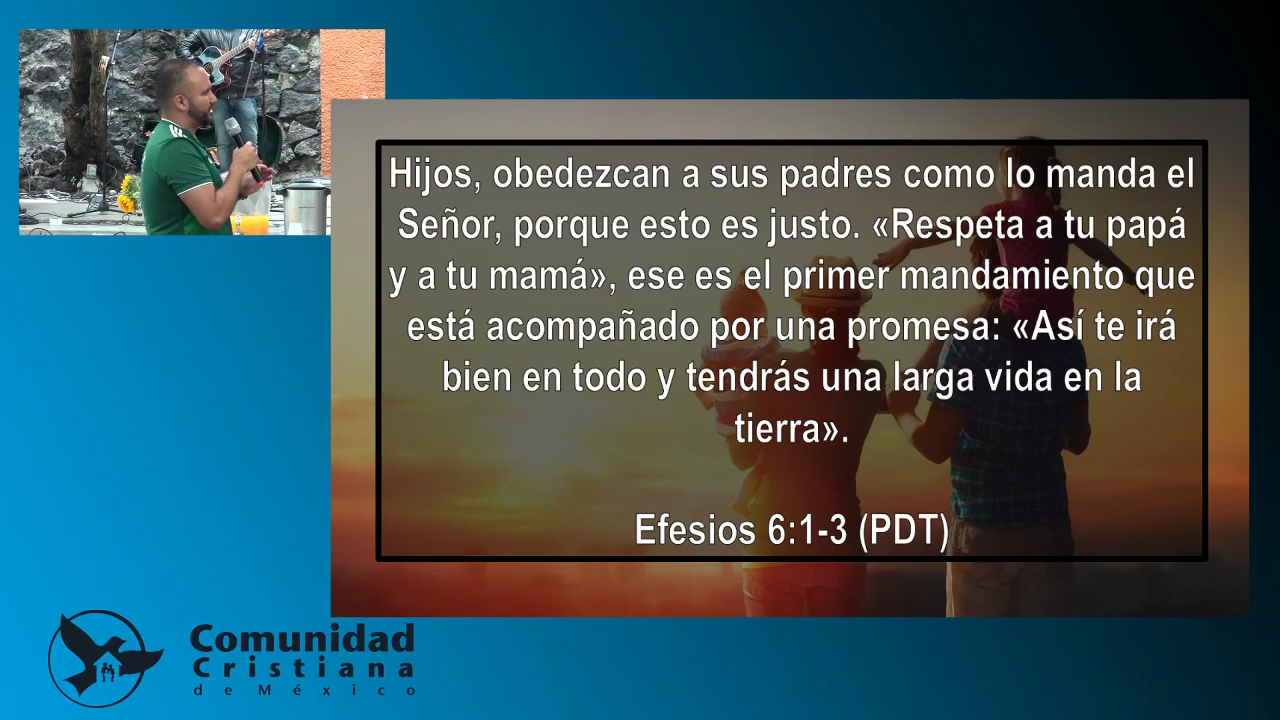 Hijos, obedezcan a sus padres como lo manda el
Señor, porque esto es justo. «Respeta a tu papá
y a tu mamá», ese es el primer mandamiento que
está acompañado por una promesa: «Así te irá
bien en todo y tendrás una larga vida en la
tierra».
Efesios 6:1-3 (PDT)
Comunidad
Cristiana
de México